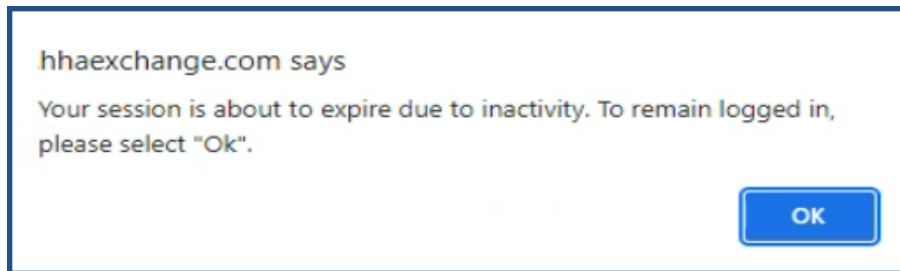 hhaexchange.com says
Your session is about to expire due to inactivity. To remain logged in,
please select "Ok".
OK